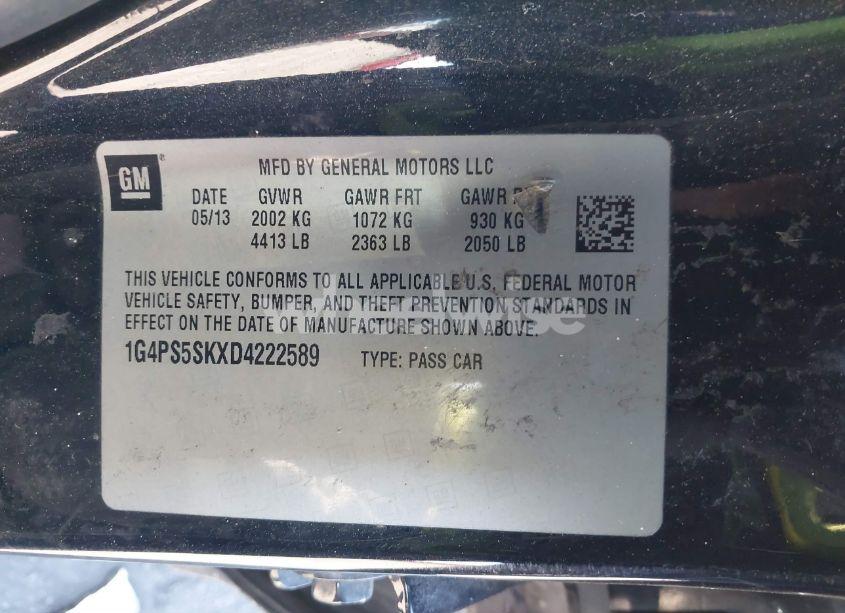 GM
MFD BY GENERAL MOTORS LLC
DATE GVWR GAWR FRT GAWR
05/13 2002 KG 1072 KG 930 KG
4413 LB 2363 LB 2050 LB
THIS VEHICLE CONFORMS TO ALL APPLICABLE U.S. FEDERAL MOTOR
VEHICLE SAFETY, BUMPER, AND THEFT PREVENTION STANDARDS IN
EFFECT ON THE DATE OF MANUFACTURE SHOWN ABOVE.
1G4PS5SKXD4222589 TYPE: PASS CAR